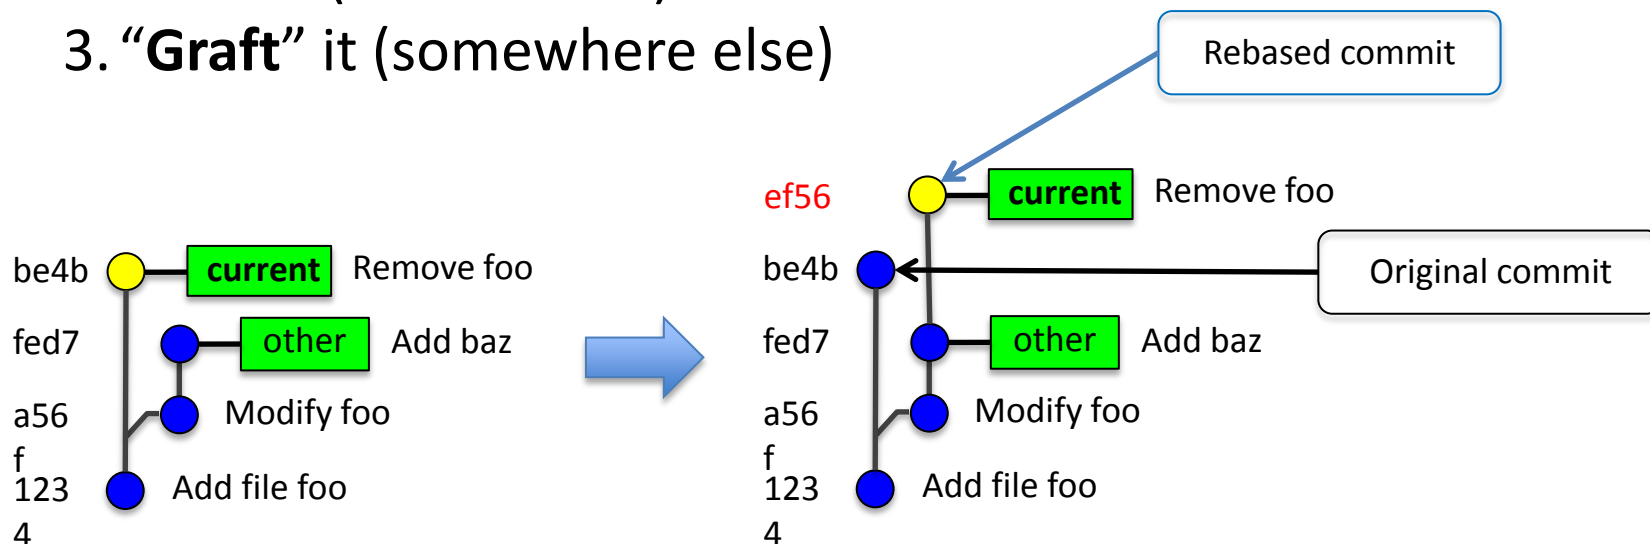 3. “Graft” it (somewhere else)
Rebased commit
ef56
current
Remove foo
be4b
current
Remove foo
be4b
Original commit
fed7
other
Add baz
fed7
other
Add baz
a56
f
Modify foo
a56
f
Modify foo
123
4
Add file foo
123
4
Add file foo